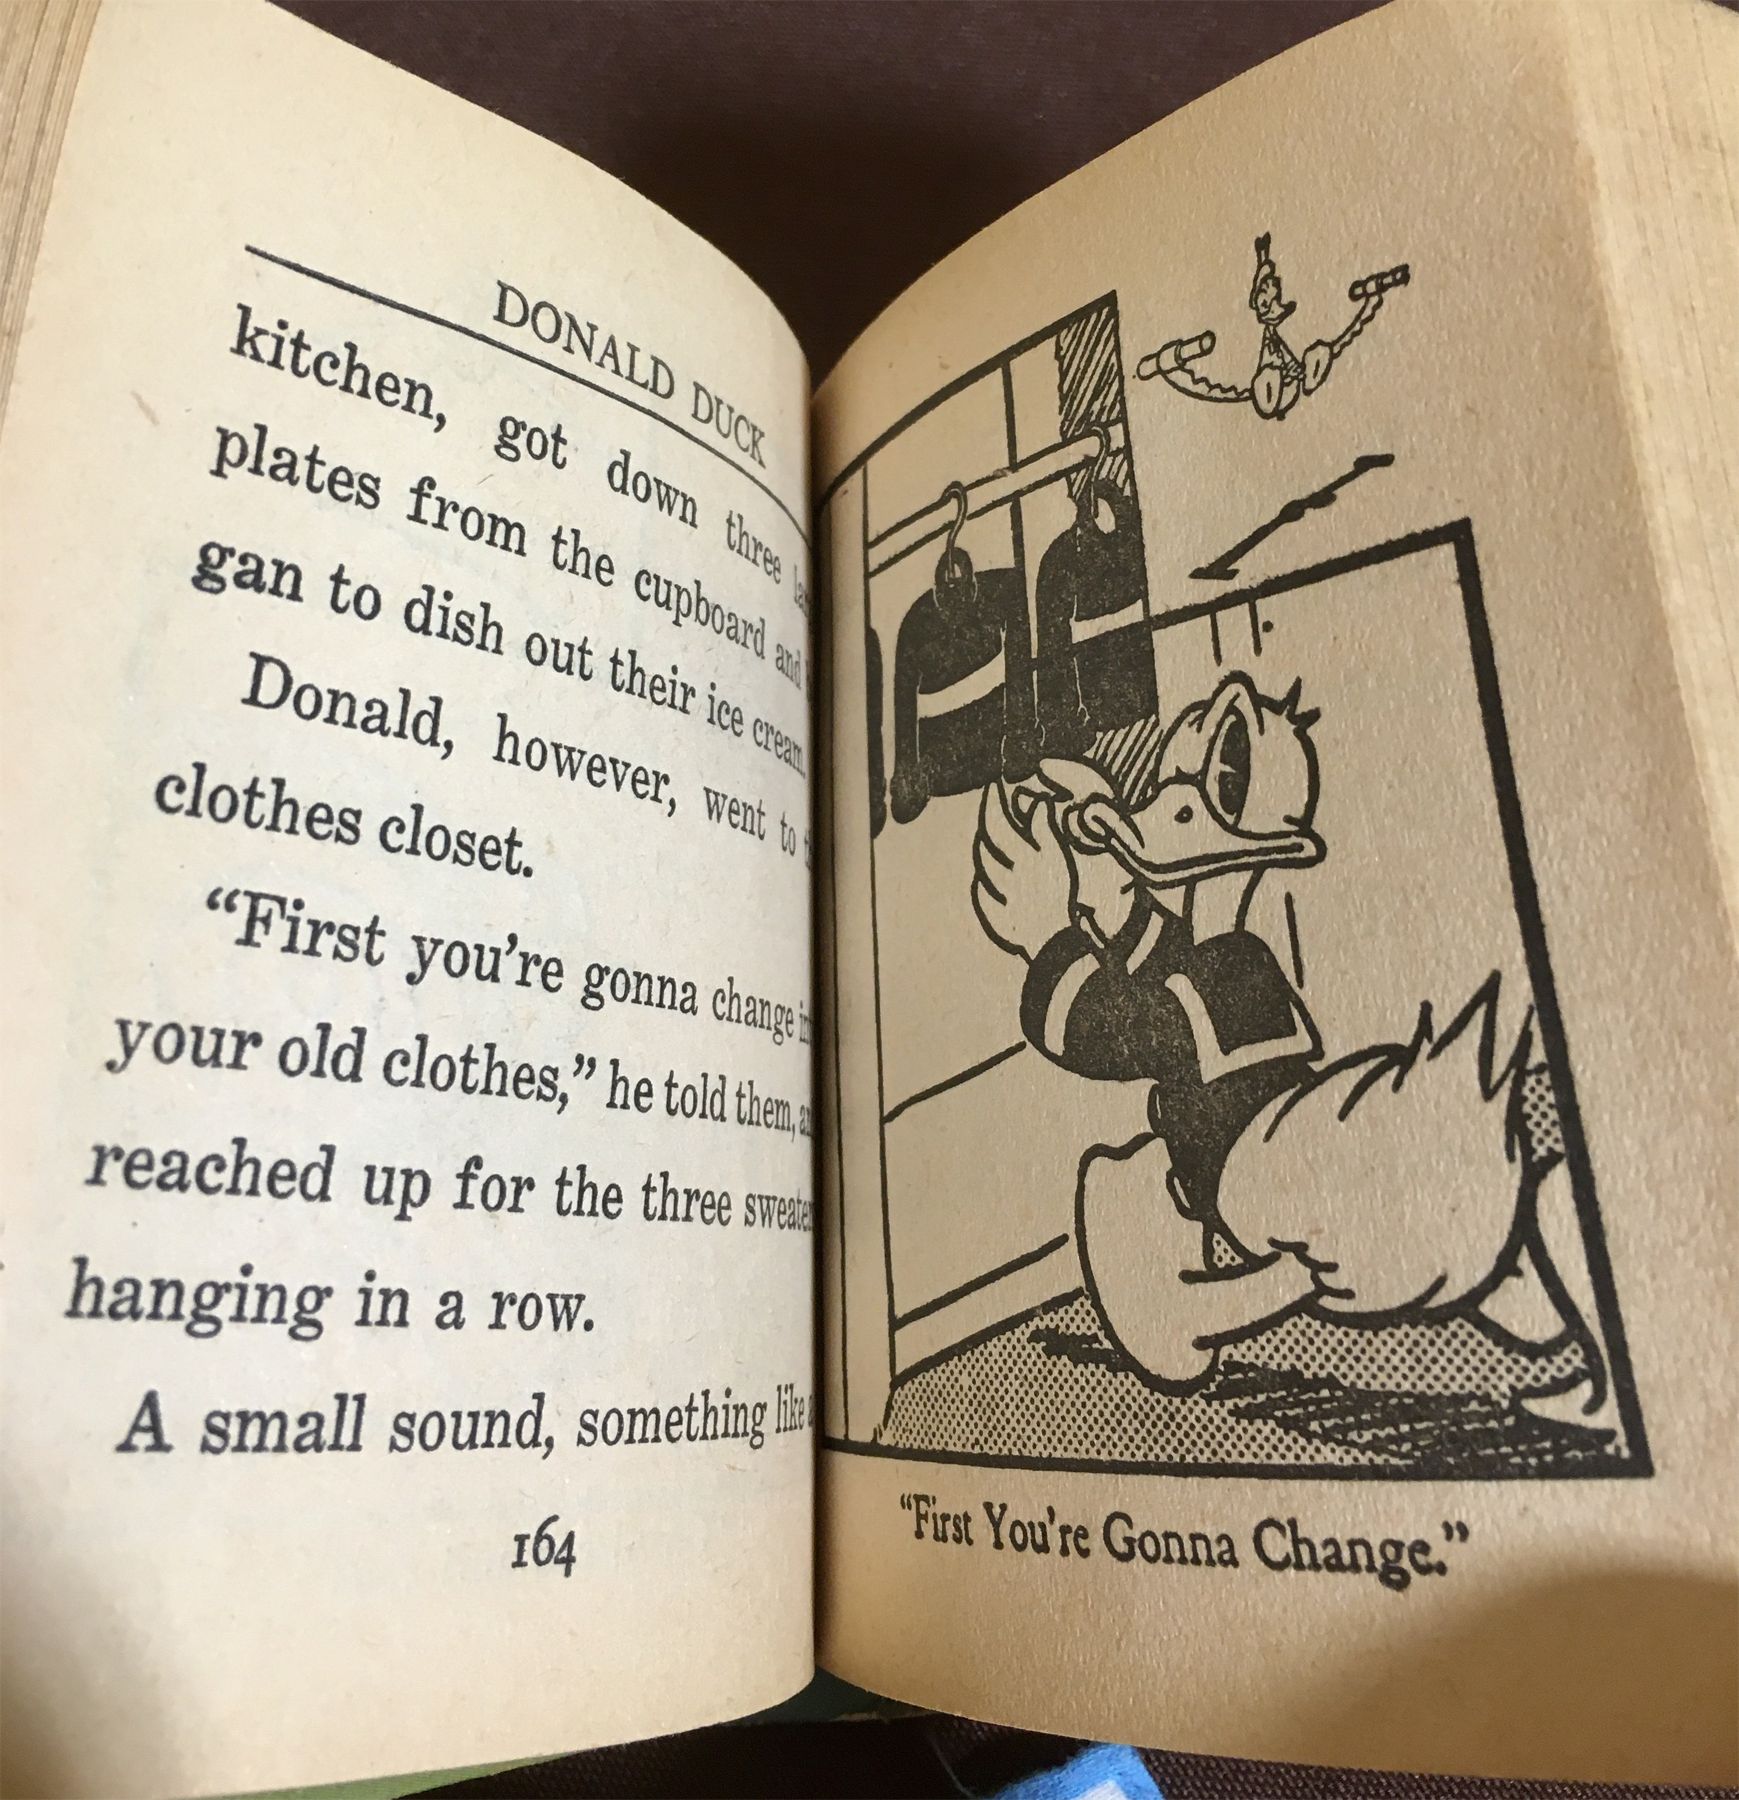 DONALD DUCK
kitchen, got down three
plates from the cupboard and
gan to dish out their ice cream.
Donald, however, went to
clothes closet.
“First you’re gonna change
your old clothes,” he told them,
reached up for the three
hanging in a row.
A small sound, something like
164
“First You’re Gonna Change.”